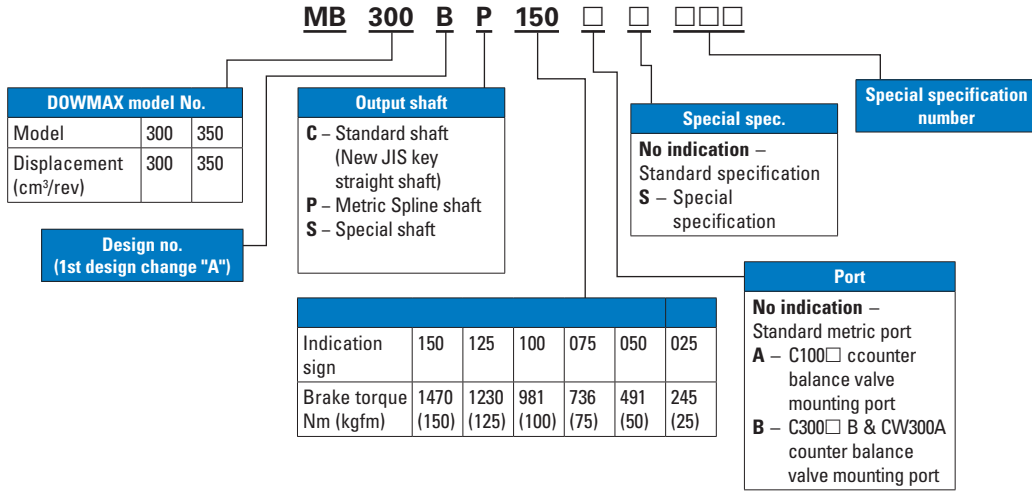 MB 300 B P 150 □ □ □□□
DOWMAX model No.
Model 300 350
Displacement 300 350
(cm³/rev)
Design no.
(1st design change "A")
Output shaft
C – Standard shaft
(New JIS key
straight shaft)
P – Metric Spline shaft
S – Special shaft
Indication 150 125 100 075 050 025
sign
Brake torque 1470 1230 981 736 491 245
Nm (kgfm) (150) (125) (100) (75) (50) (25)
Special spec.
No indication –
Standard specification
S – Special
specification
Special specification
number
Port
No indication –
Standard metric port
A – C100□ ccounter
balance valve
mounting port
B – C300□ B & CW300A
counter balance
valve mounting port